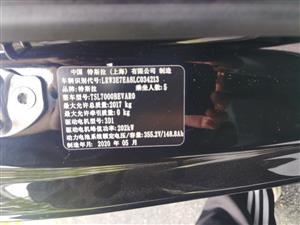 中国 特斯拉（上海）有限公司 制造
车辆识别代号：LRW3E7EA8LC034213
品牌：特斯拉 乘坐人数：5
整车型号：TSL7000BEVAR0
最大允许总质量：2017 kg
最大允许牵引质量：0 kg
驱动电机型号：3D1
驱动电机峰值功率：202kW
动力电池系统额定电压/容量：355.2V/148.8Ah
制造年月：2020 年 05 月